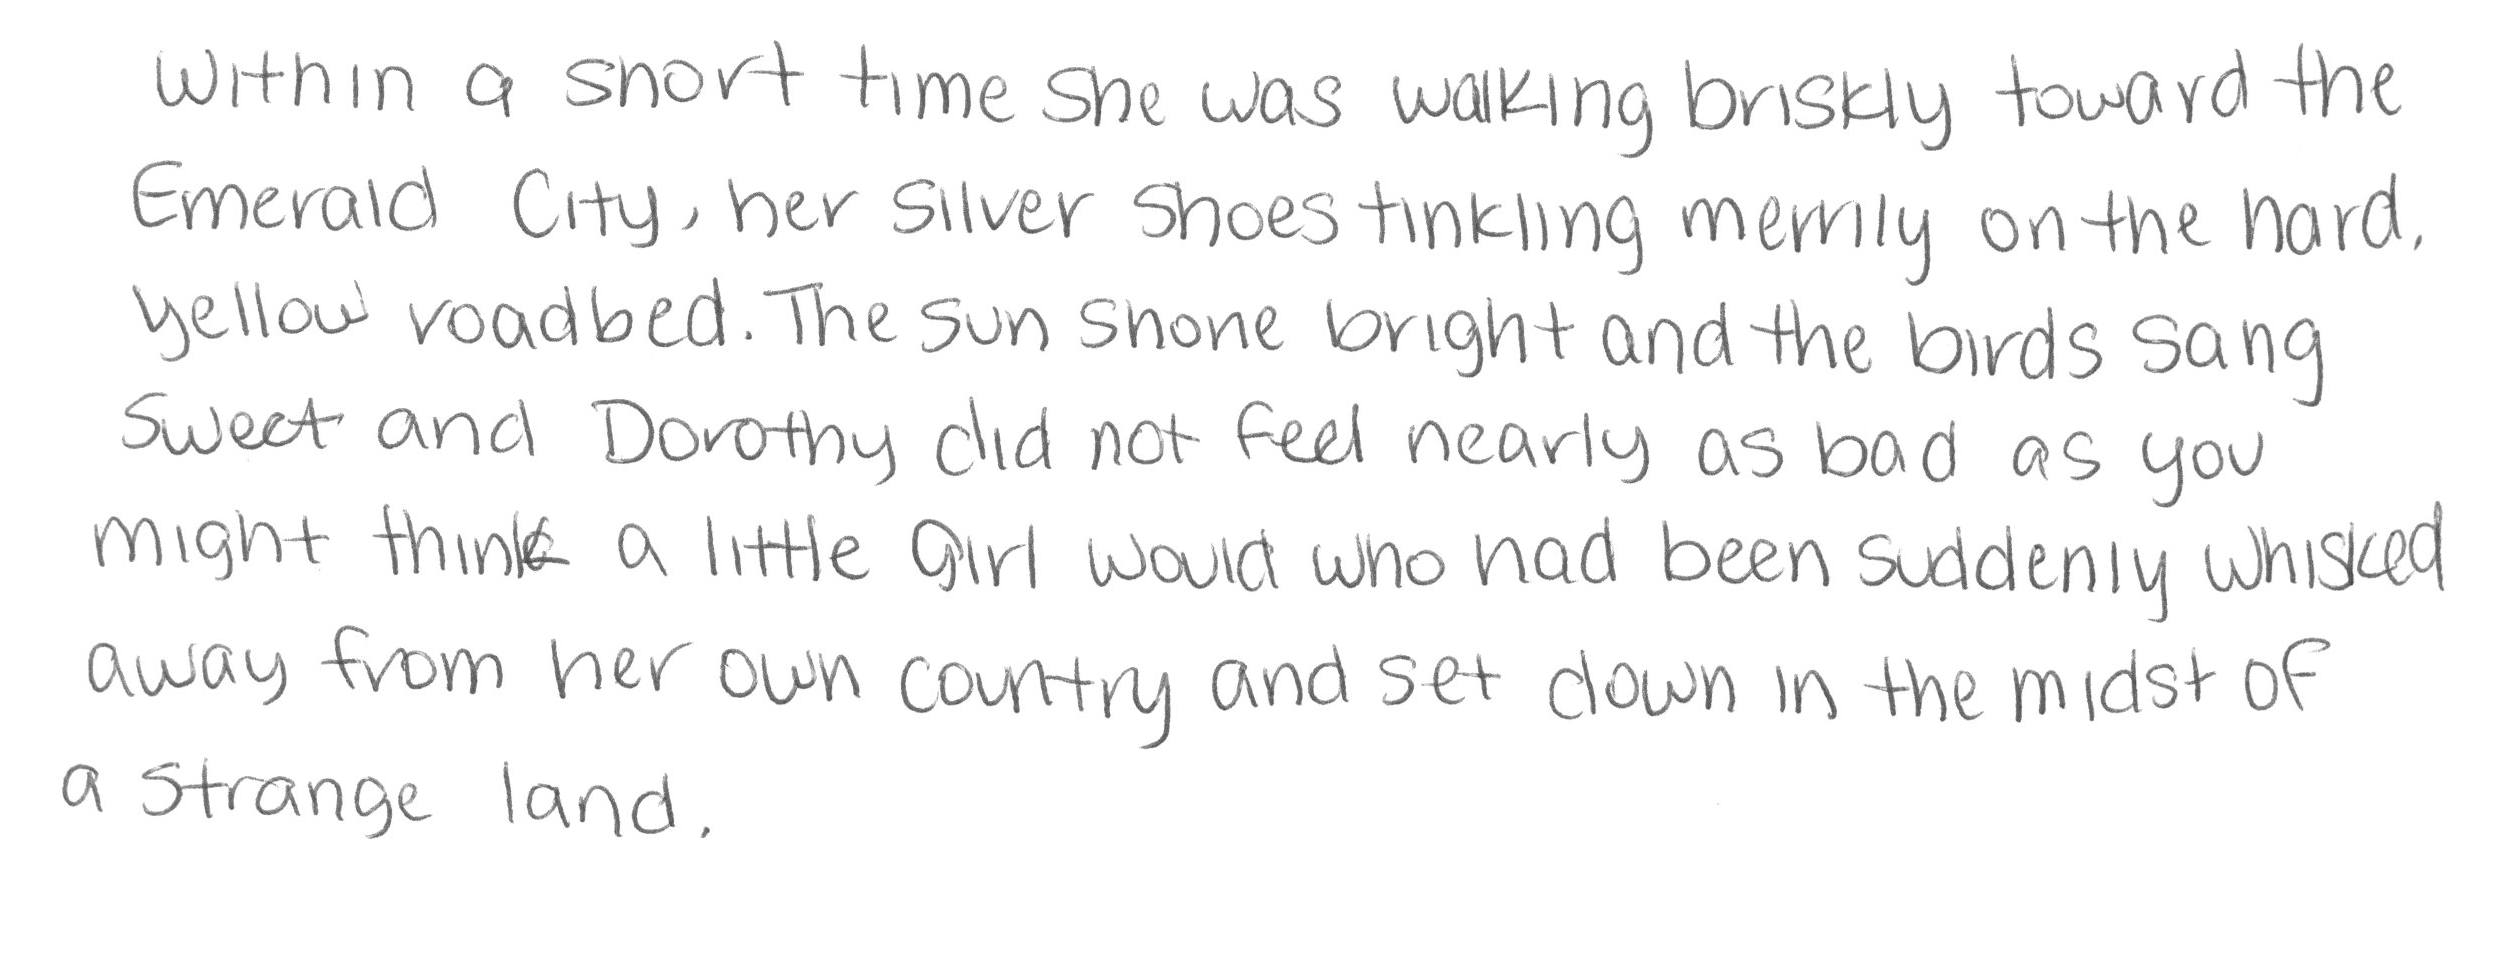 Within a short time she was walking briskly toward the
Emerald City, her silver shoes tinkling merrily on the hard,
yellow roadbed. The sun shone bright and the birds sang
sweet and Dorothy did not feel nearly as bad as you
might think a little girl would who had been suddenly whisked
away from her own country and set down in the midst of
a strange land.